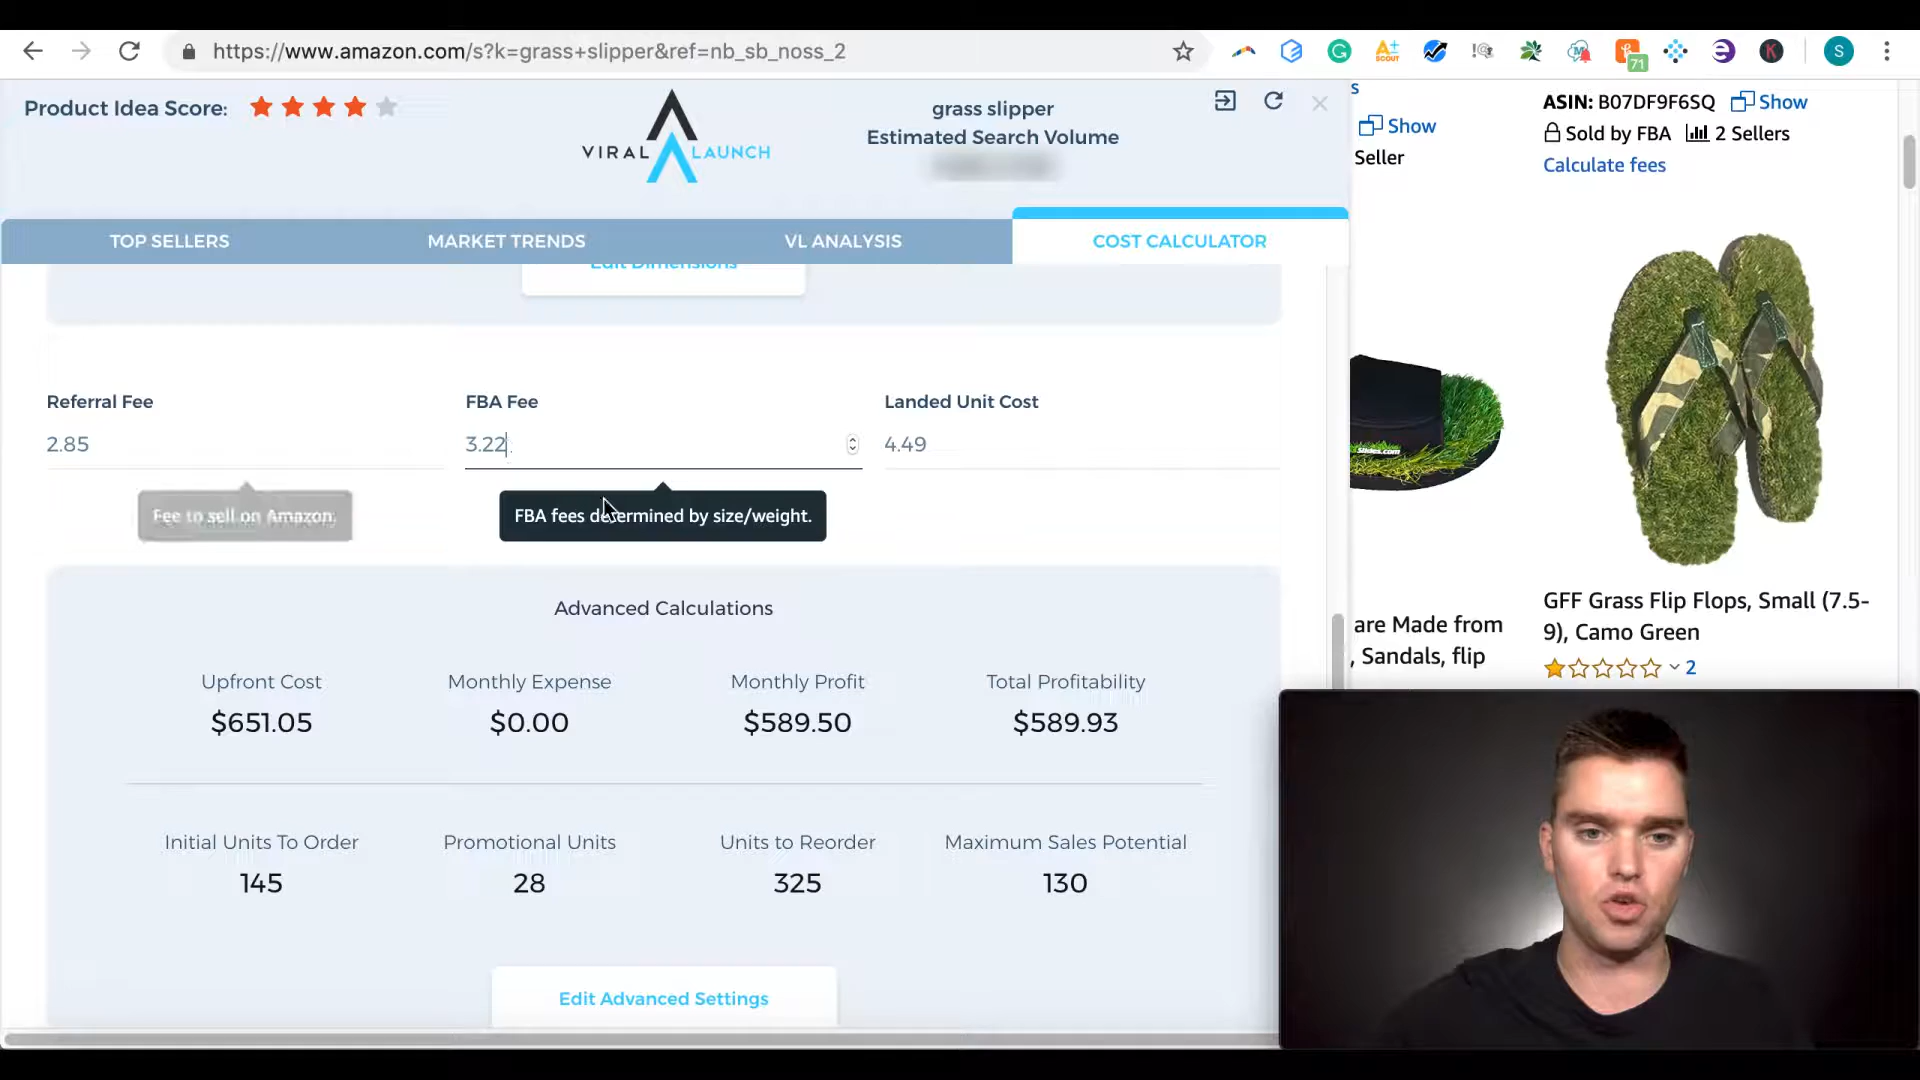 https://www.amazon.com/s?k=grass+slipper&ref=nb_sb_noss_2
71
S
Product Idea Score:
VIRAL LAUNCH
grass slipper
Estimated Search Volume
TOP SELLERS
MARKET TRENDS
VL ANALYSIS
COST CALCULATOR
Edit Dimensions
Referral Fee
FBA Fee
Landed Unit Cost
2.85
3.22
4.49
Fee to sell on Amazon.
FBA fees determined by size/weight.
Advanced Calculations
Upfront Cost
Monthly Expense
Monthly Profit
Total Profitability
$651.05
$0.00
$589.50
$589.93
Initial Units To Order
Promotional Units
Units to Reorder
Maximum Sales Potential
145
28
325
130
Edit Advanced Settings
s
Show
Seller
are Made from
, Sandals, flip
ASIN: B07DF9F6SQ Show
Sold by FBA 2 Sellers
Calculate fees
GFF Grass Flip Flops, Small (7.5-
9), Camo Green
2